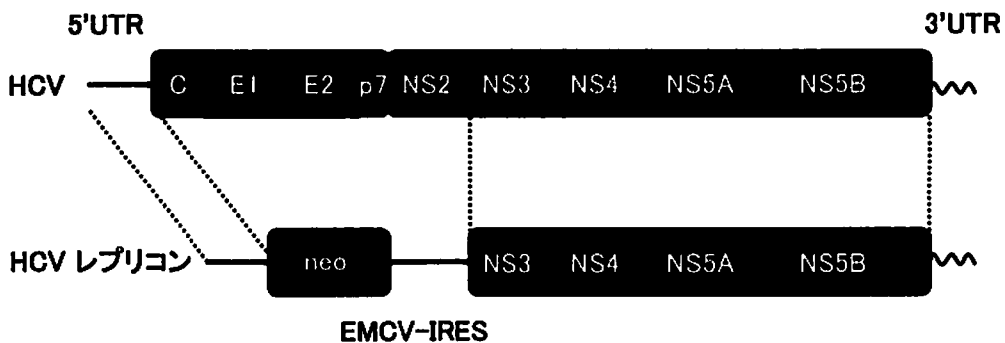 5'UTR 3'UTR
HCV C E1 E2 p7 NS2 NS3 NS4 NS5A NS5B
HCV レプリコン neo NS3 NS4 NS5A NS5B
EMCV-IRES